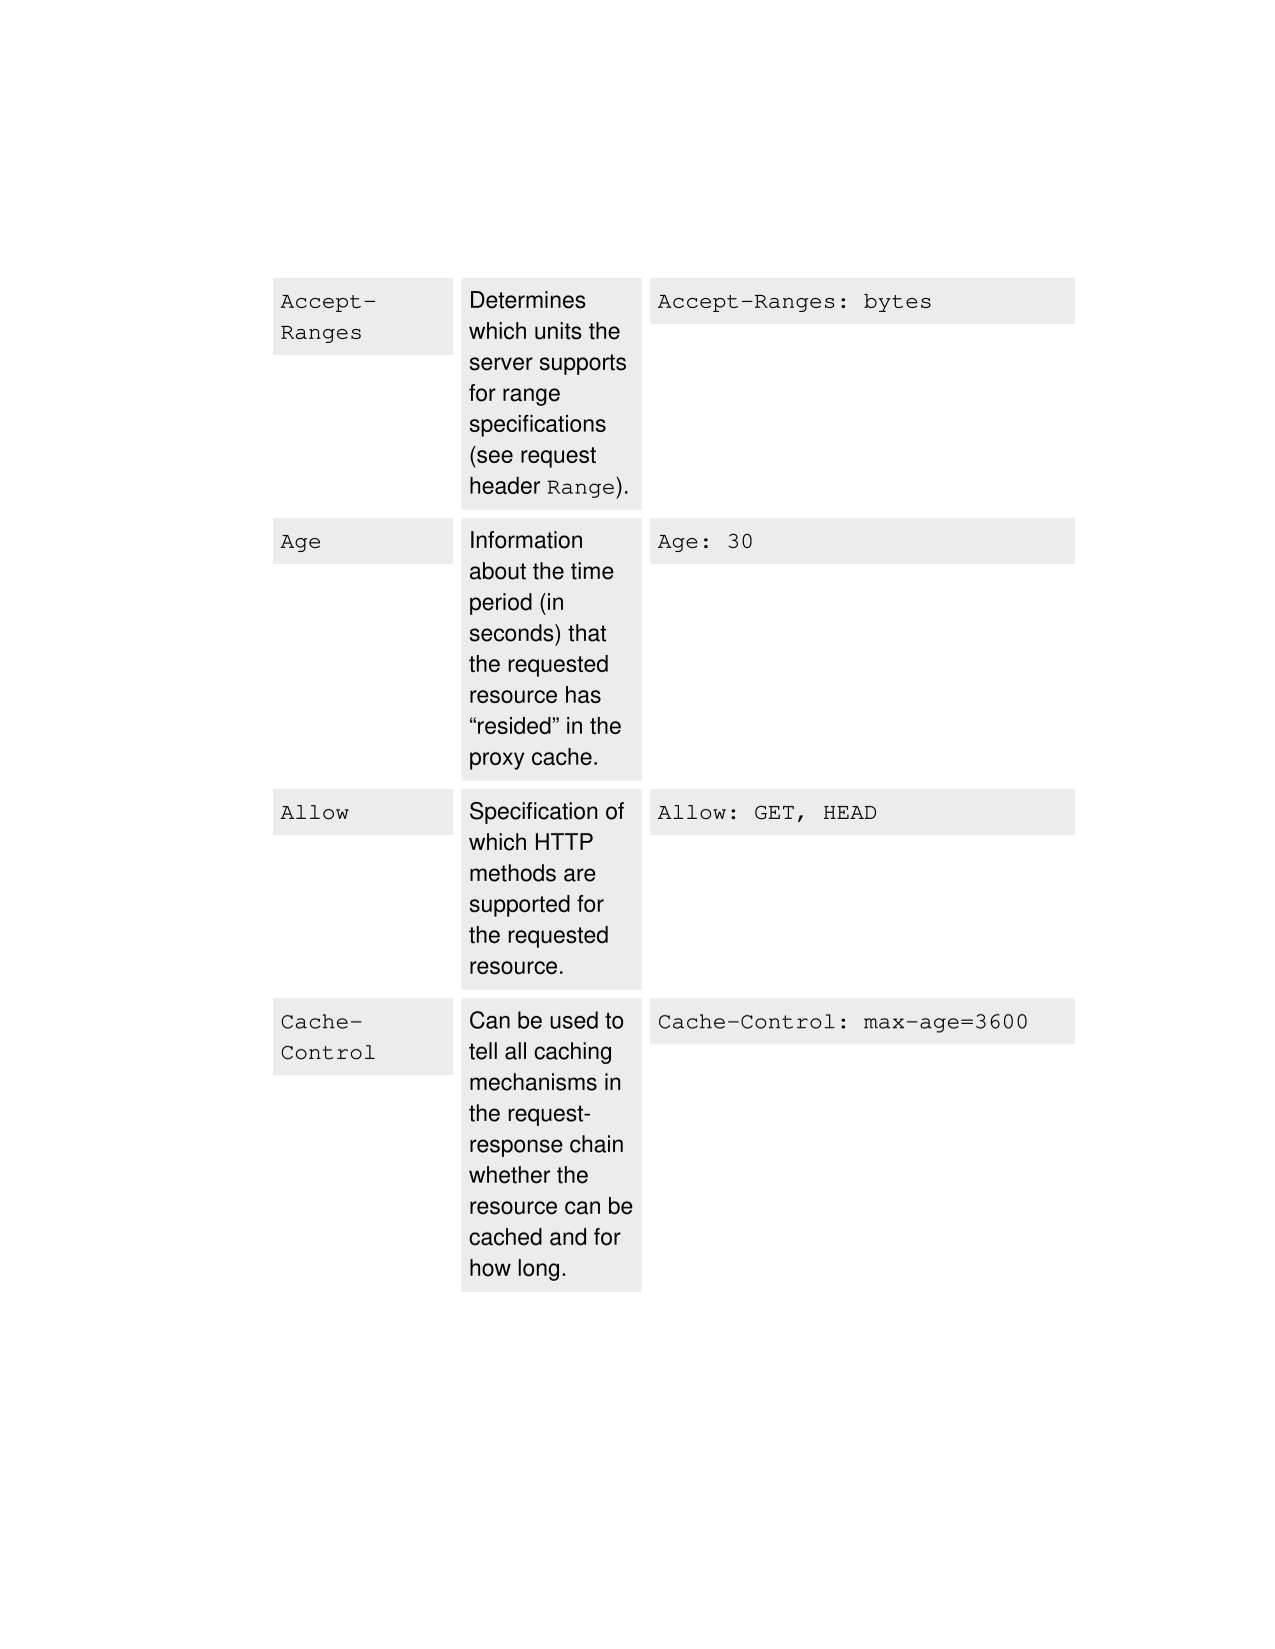 Accept-
Ranges
Determines
which units the
server supports
for range
specifications
(see request
header Range).
Accept-Ranges: bytes
Age
Information
about the time
period (in
seconds) that
the requested
resource has
“resided” in the
proxy cache.
Age: 30
Allow
Specification of
which HTTP
methods are
supported for
the requested
resource.
Allow: GET, HEAD
Cache-
Control
Can be used to
tell all caching
mechanisms in
the request-
response chain
whether the
resource can be
cached and for
how long.
Cache-Control: max-age=3600